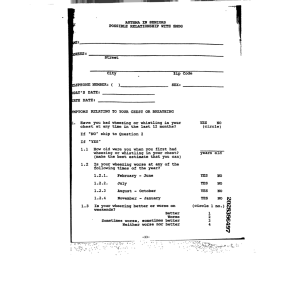 ASTHMA IN SENIORS
POSSIBLE RELATIONSHIP WITH ENSO
Street
City Zip Code
TELEPHONE NUMBER: ( ) SEX:
DAY'S DATE:
SYMPTOMS RELATING TO YOUR CHEST OR BREATHING
Have you had wheezing or whistling in your YES NO
chest at any time in the last 12 months? (circle)
If "NO" skip to Question 2
If "YES"
1.1 How old were you when you first had
wheezing or whistling in your chest? years old
(make the best estimate that you can)
1.2 Is your wheezing worse at any of the
following times of the year?
1.2.1. February - June YES NO
1.2.2. July YES NO
1.2.3 August - October YES NO
1.2.4 November - January YES NO
1.3 Is your wheezing better or worse on (circle 1 no.)
weekends?
Better 1
Worse 2
Sometimes worse, sometimes better 3
Neither worse nor better 4